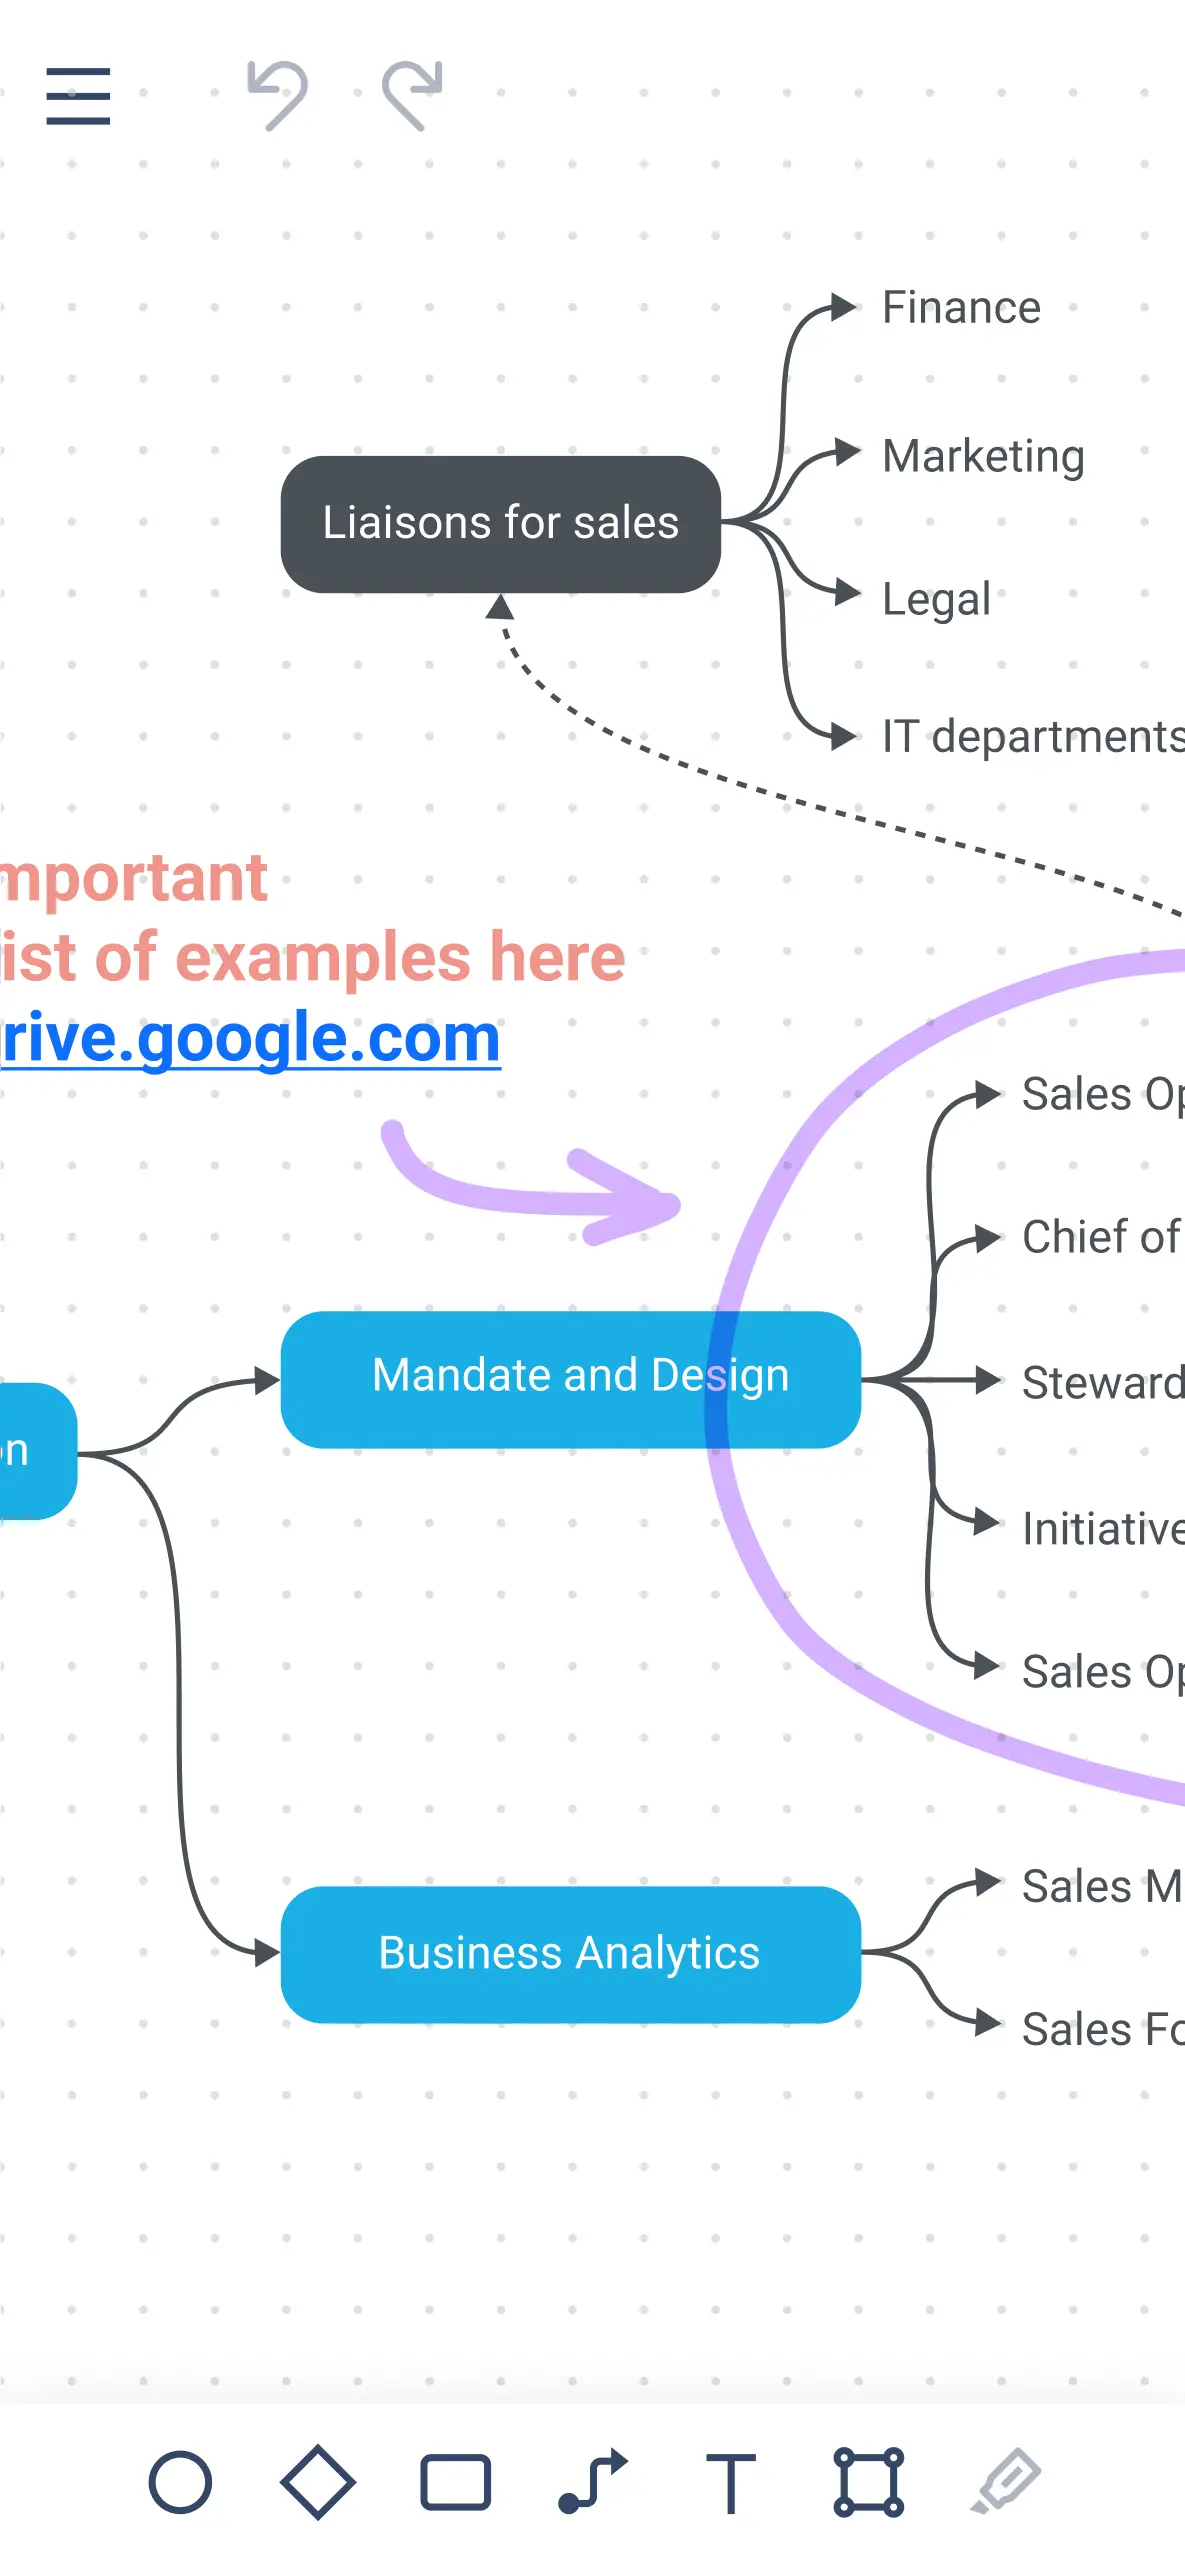 Finance
Marketing
Liaisons for sales
Legal
IT departments
mportant
ist of examples here
rive.google.com
Sales Op
Chief of
Mandate and Design
Steward
on
Initiative
Sales Op
Sales M
Business Analytics
Sales Fo